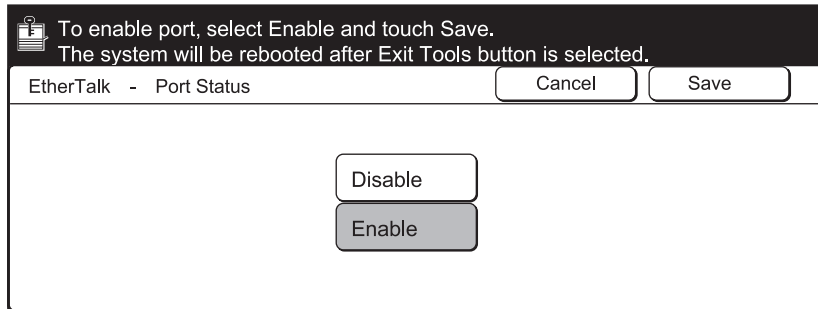 To enable port, select Enable and touch Save.
The system will be rebooted after Exit Tools button is selected.
EtherTalk - Port Status
Cancel
Save
Disable
Enable